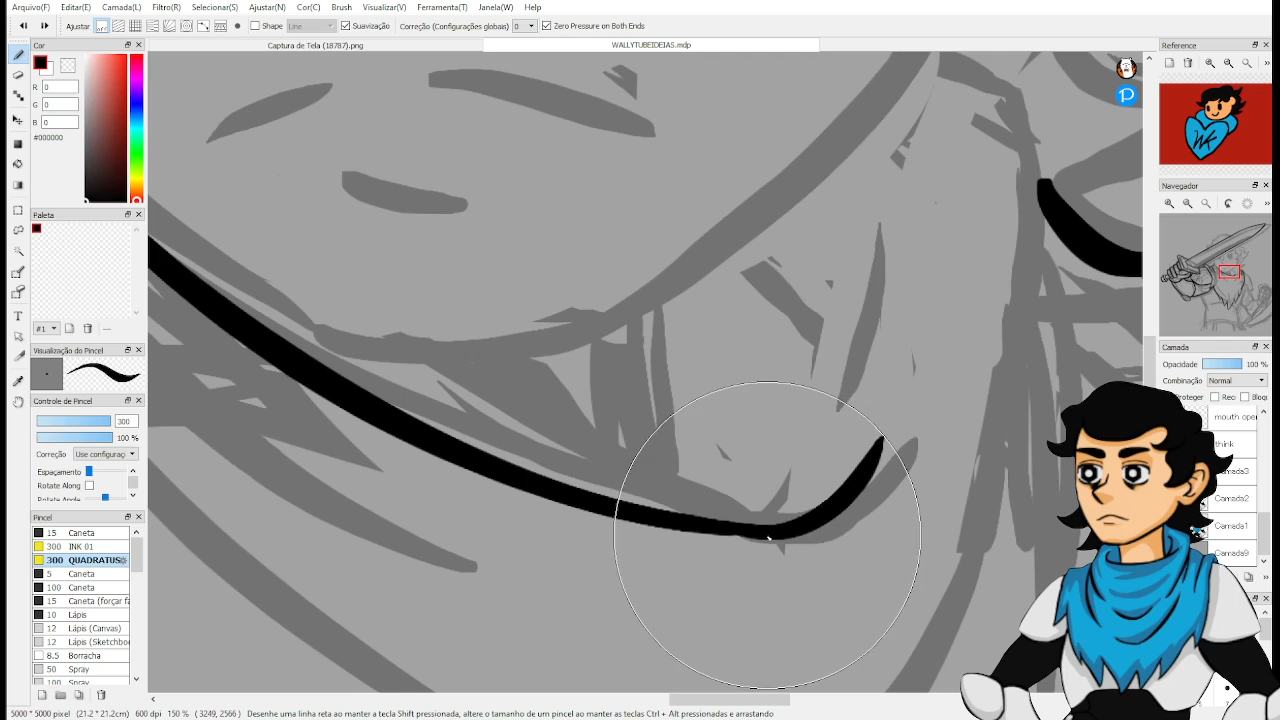 Arquivo(F) Editar(E) Camada(L) Filtro(R) Selecionar(S) Ajustar(N) Cor(C) Brush Visualizar(V) Ferramenta(T) Janela(W) Help
Ajustar Shape Line Suavização Correção (Configurações globais) 0 Zero Pressure on Both Ends
Captura de Tela (18787).png
WALLYTUBEIDEIAS.mdp
Cor
R 0
G 0
B 0
#000000
Paleta
#1
Visualização do Pincel
Controle de Pincel
300
100 %
Correção Use configuraç
Espaçamento
Rotate Along
Rotate Angle
Pincel
15 Caneta
300 INK 01
300 QUADRATUS
5 Caneta
100 Caneta
15 Caneta (forçar fa
10 Lápis
12 Lápis (Canvas)
12 Lápis (Sketchboo
8.5 Borracha
50 Spray
100 Spray
Reference
Navegador
Camada
Opacidade 100 %
Combinação Normal
Proteger Reco Bloq
mouth ope
think
Camada3
Camada2
Camada1
Camada9
5000 * 5000 pixel (21.2 * 21.2cm) 600 dpi 150 % ( 3249, 2566 ) Desenhe uma linha reta ao manter a tecla Shift pressionada, altere o tamanho de um pincel ao manter as teclas Ctrl + Alt pressionadas e arrastando